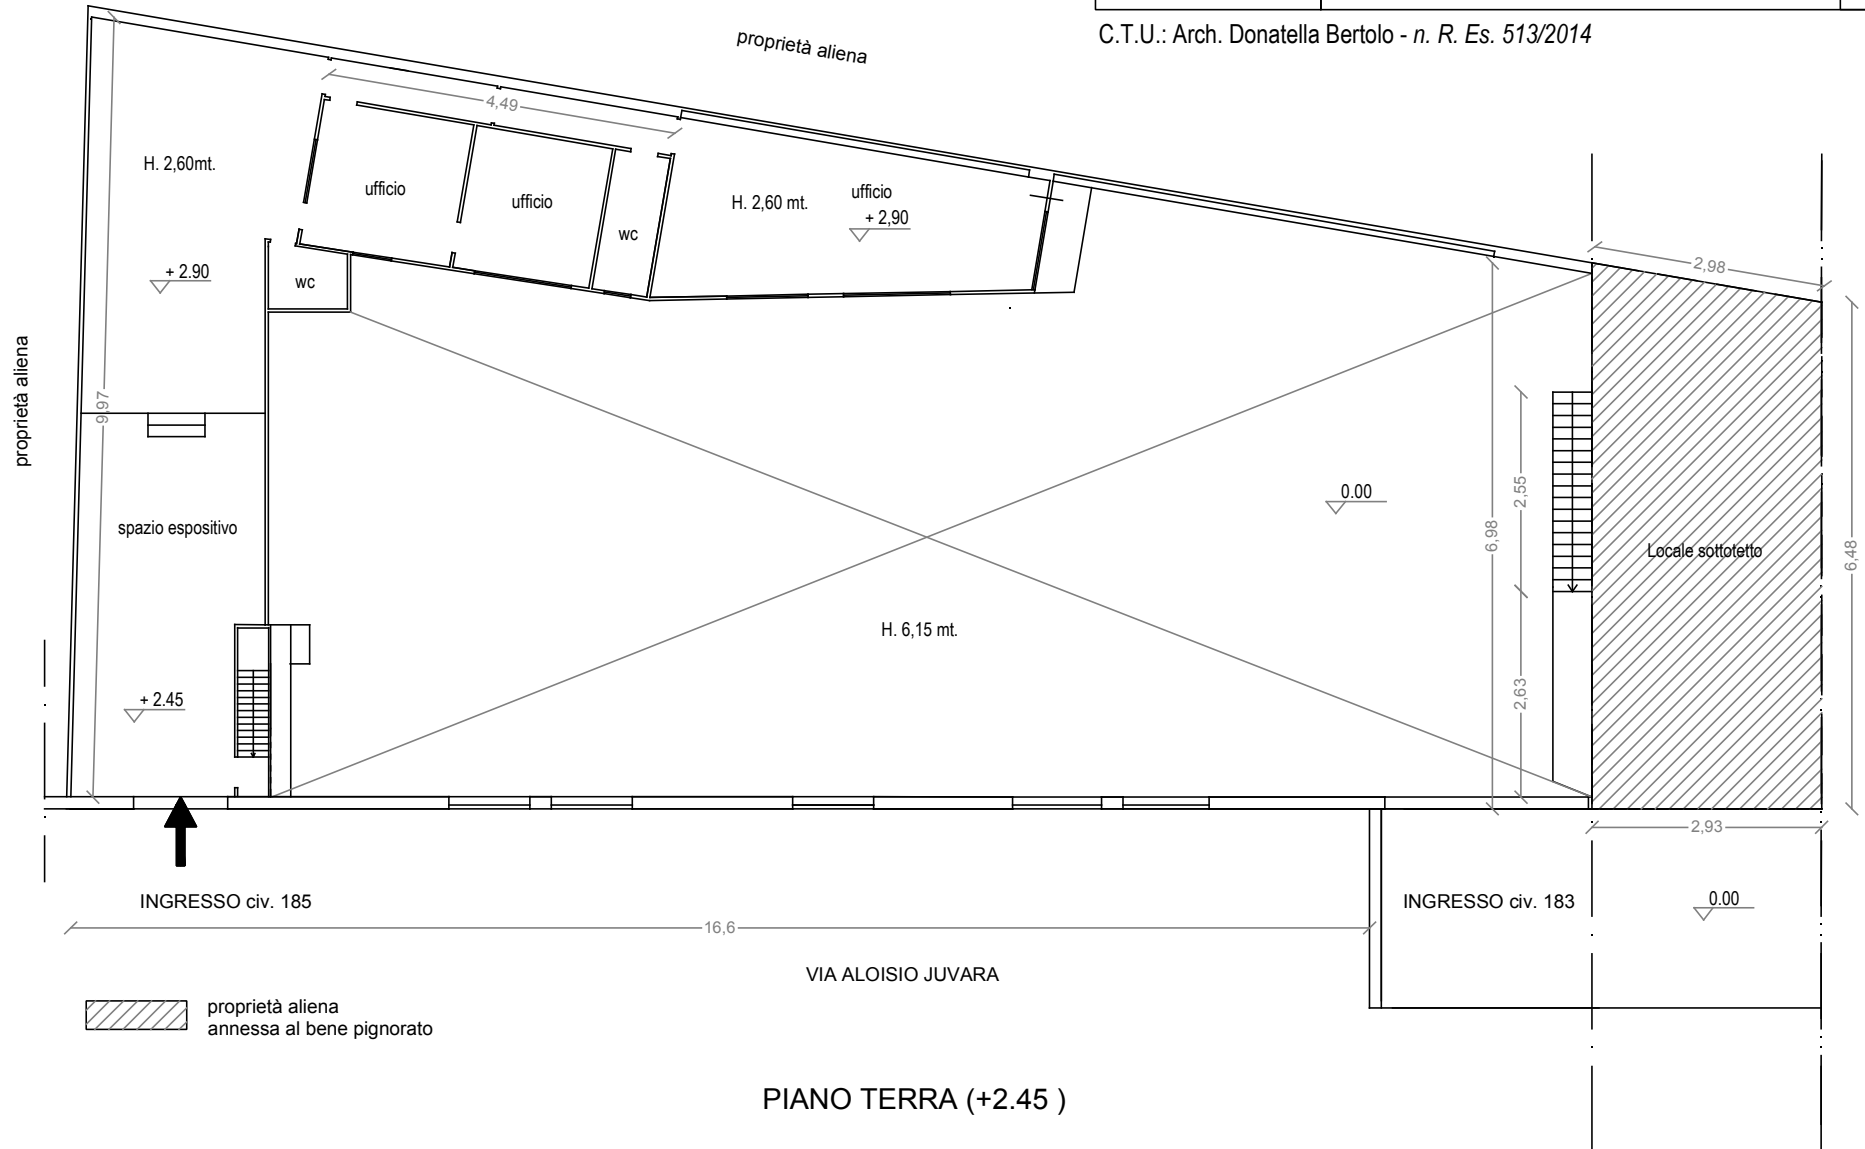 C.T.U.: Arch. Donatella Bertolo - n. R. Es. 513/2014
proprietà aliena
4,49
H. 2,60mt.
ufficio
ufficio
wc
H. 2,60 mt.
ufficio
+ 2,90
+ 2.90
wc
2,98
proprietà aliena
9,97
spazio espositivo
0.00
6,98
2,55
Locale sottotetto
6,48
H. 6,15 mt.
+ 2.45
2,63
2,93
INGRESSO civ. 185
INGRESSO civ. 183
0.00
16,6
VIA ALOISIO JUVARA
proprietà aliena
annessa al bene pignorato
PIANO TERRA (+2.45 )